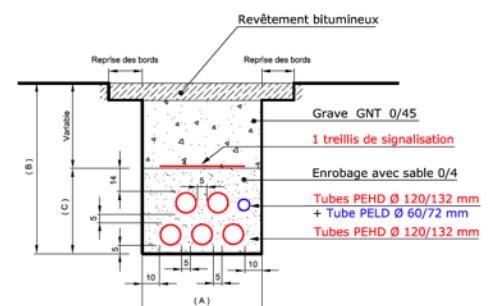 Revêtement bitumineux
Reprise des bords
Reprise des bords
Grave GNT 0/45
1 treillis de signalisation
Enrobage avec sable 0/4
Tubes PEHD Ø 120/132 mm
+ Tube PELD Ø 60/72 mm
Tubes PEHD Ø 120/132 mm
( B )
Variable
( C )
14
5
5
5
10
5
5
10
( A )